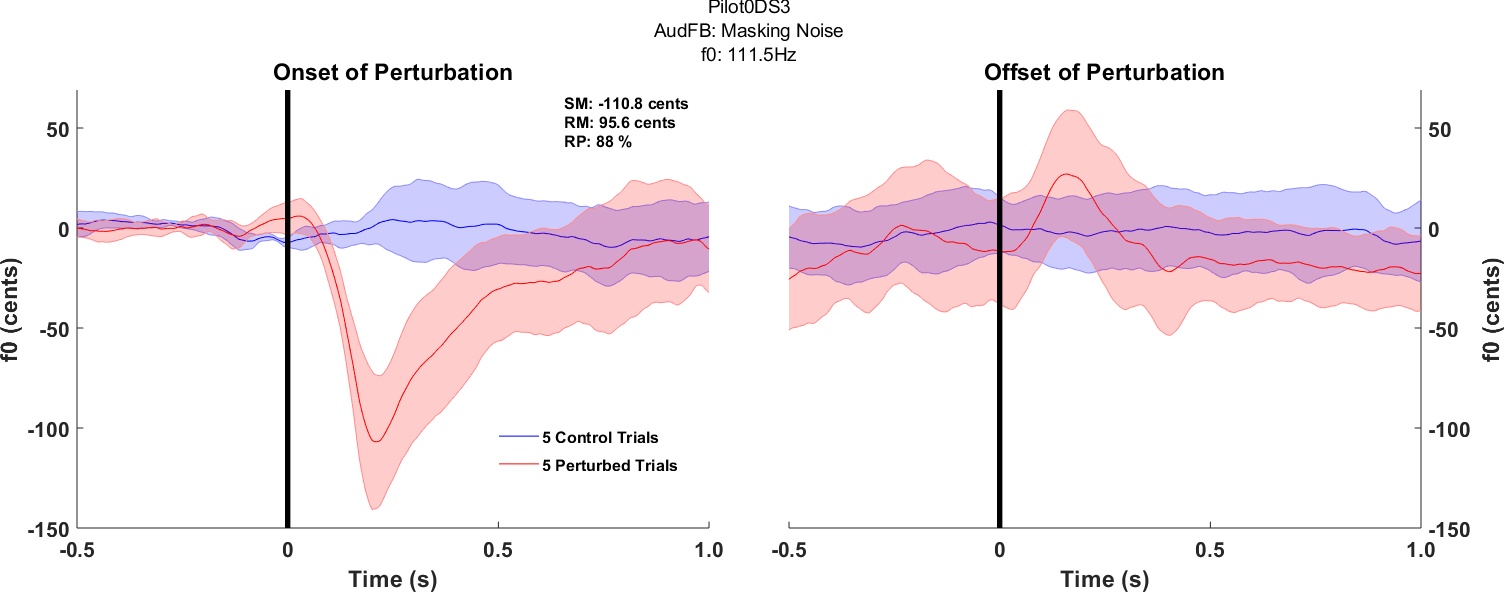 Pilot0DS3
AudFB: Masking Noise
f0: 111.5Hz
Onset of Perturbation
SM: -110.8 cents
RM: 95.6 cents
RP: 88 %
50
0
-50
-100
-150
f0 (cents)
5 Control Trials
5 Perturbed Trials
-0.5
0
0.5
1.0
Time (s)
Offset of Perturbation
50
0
-50
-100
-150
f0 (cents)
-0.5
0
0.5
1.0
Time (s)